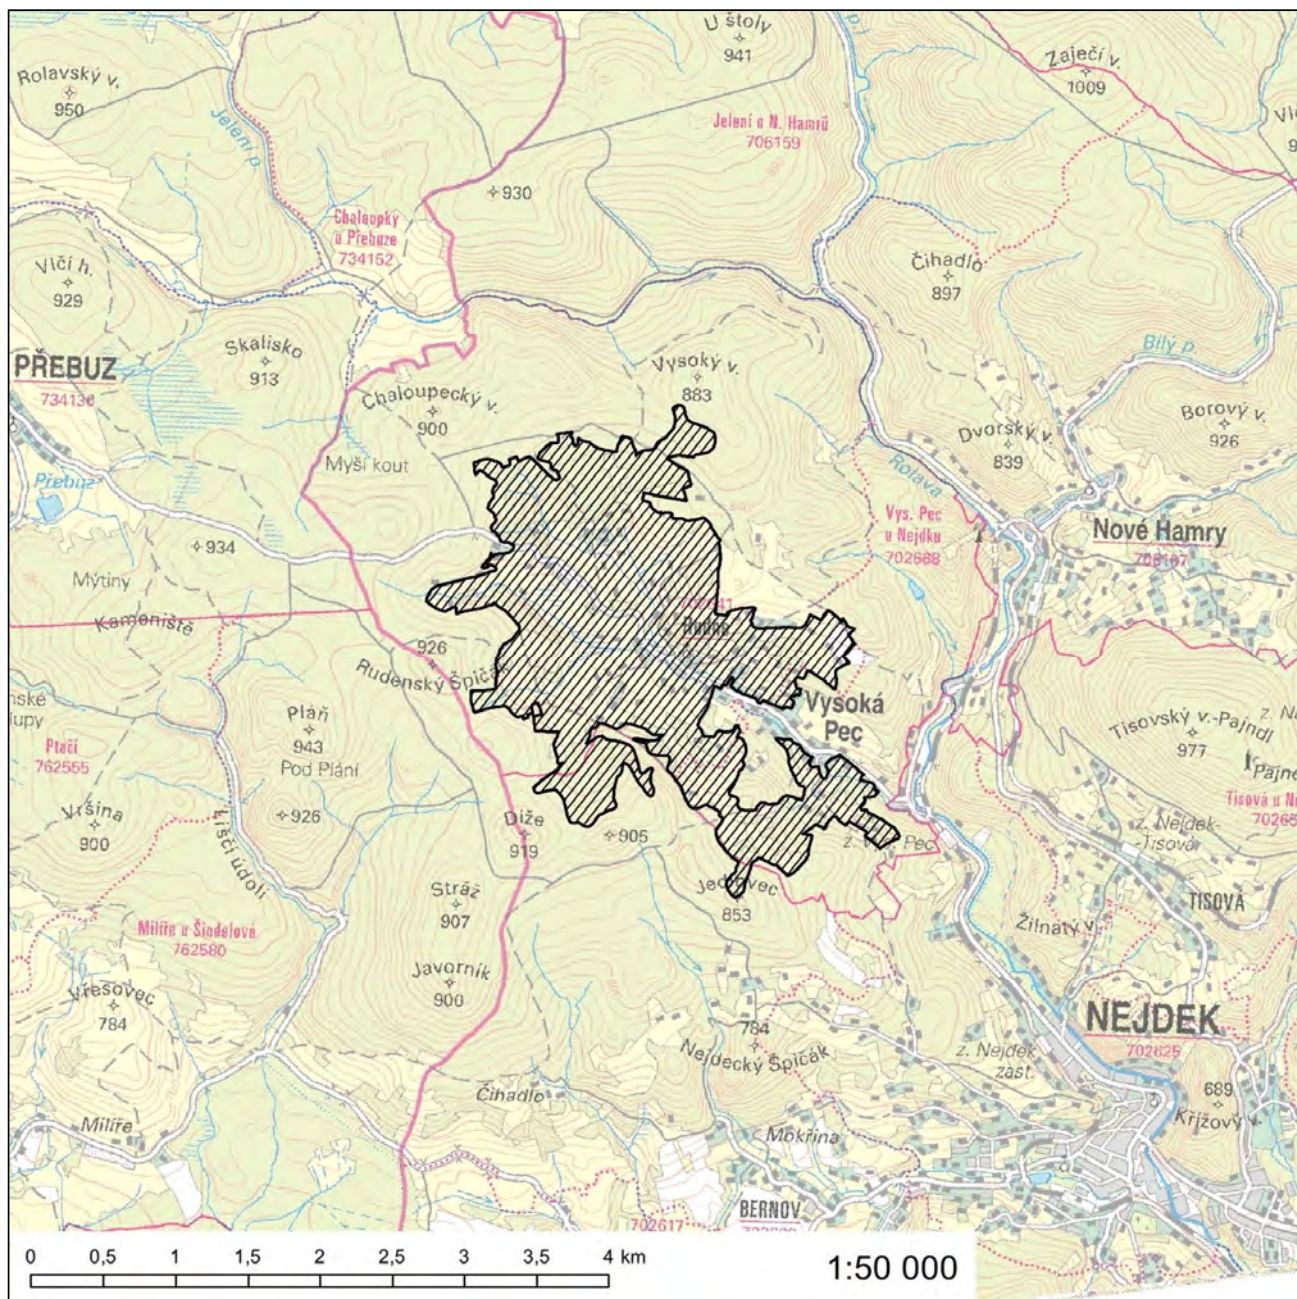 U štoly
941
Zaječí v.
1009
Rolavský v.
950
Jelení p.
Jelení u N. Hamrů
706159
930
Chaloupky
u Přebuze
734152
Vlčí h.
929
Čihadlo
897
Bílý p.
Skalisko
913
Vysoký v.
883
PŘEBUZ
734136
Chaloupecký v.
900
Borový v.
926
Dvorský v.
839
Myší kout
Přebuz
Rolava
Vys. Pec
u Nejdku
702668
Nové Hamry
934
Mýtiny
Kameniště
926
Rudenský Špičák
Rudné
Vysoká
Pec
Pláň
943
Pod Plání
Ptačí
762555
Tisovský v.-Pajndl
977
926
Vršina
900
Líščí údolí
Díže
919
905
z. Nejdek-
-Tisová
Pec
Jedlovec
853
Stráž
907
TISOVÁ
Žilnatý v.
Milíře u Šindelové
762580
Javorník
900
Vřesovec
784
NEJDEK
702625
784
Nejdecký Špičák
z. Nejdek
zast.
689
Křížový v.
Čihadlo
Milíře
Mokřina
BERNOV
702617
0 0,5 1 1,5 2 2,5 3 3,5 4 km
1:50 000